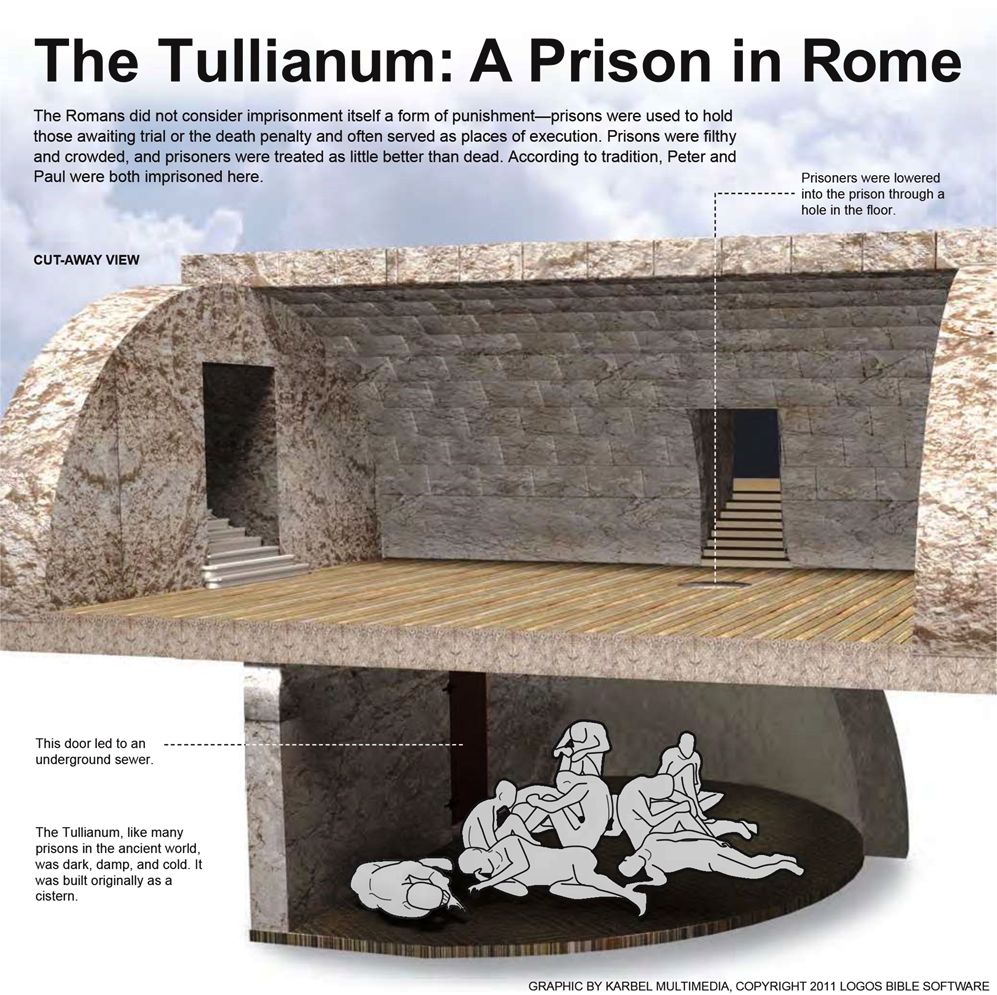 The Tullianum: A Prison in Rome
The Romans did not consider imprisonment itself a form of punishment—prisons were used to hold
those awaiting trial or the death penalty and often served as places of execution. Prisons were filthy
and crowded, and prisoners were treated as little better than dead. According to tradition, Peter and
Paul were both imprisoned here.
Prisoners were lowered
into the prison through a
hole in the floor.
CUT-AWAY VIEW
This door led to an
underground sewer.
The Tullianum, like many
prisons in the ancient world,
was dark, damp, and cold. It
was built originally as a
cistern.
GRAPHIC BY KARBEL MULTIMEDIA, COPYRIGHT 2011 LOGOS BIBLE SOFTWARE